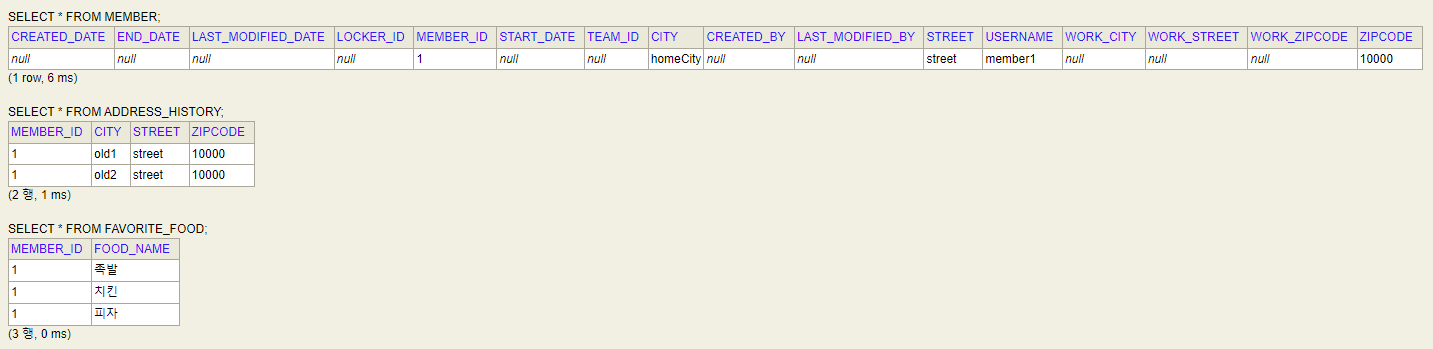 SELECT * FROM MEMBER;
CREATED_DATE END_DATE LAST_MODIFIED_DATE LOCKER_ID MEMBER_ID START_DATE TEAM_ID CITY CREATED_BY LAST_MODIFIED_BY STREET USERNAME WORK_CITY WORK_STREET WORK_ZIPCODE ZIPCODE
null null null null 1 null null homeCity null null street member1 null null null 10000
(1 row, 6 ms)
SELECT * FROM ADDRESS_HISTORY;
MEMBER_ID CITY STREET ZIPCODE
1 old1 street 10000
1 old2 street 10000
(2 행, 1 ms)
SELECT * FROM FAVORITE_FOOD;
MEMBER_ID FOOD_NAME
1 족발
1 치킨
1 피자
(3 행, 0 ms)